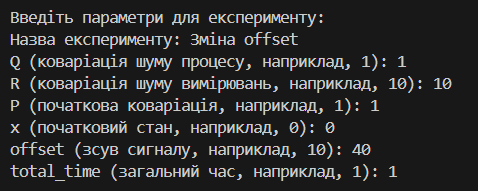 Введіть параметри для експерименту:
Назва експерименту: Зміна offset
Q (коваріація шуму процесу, наприклад, 1): 1
R (коваріація шуму вимірювань, наприклад, 10): 10
P (початкова коваріація, наприклад, 1): 1
x (початковий стан, наприклад, 0): 0
offset (зсув сигналу, наприклад, 10): 40
total_time (загальний час, наприклад, 1): 1